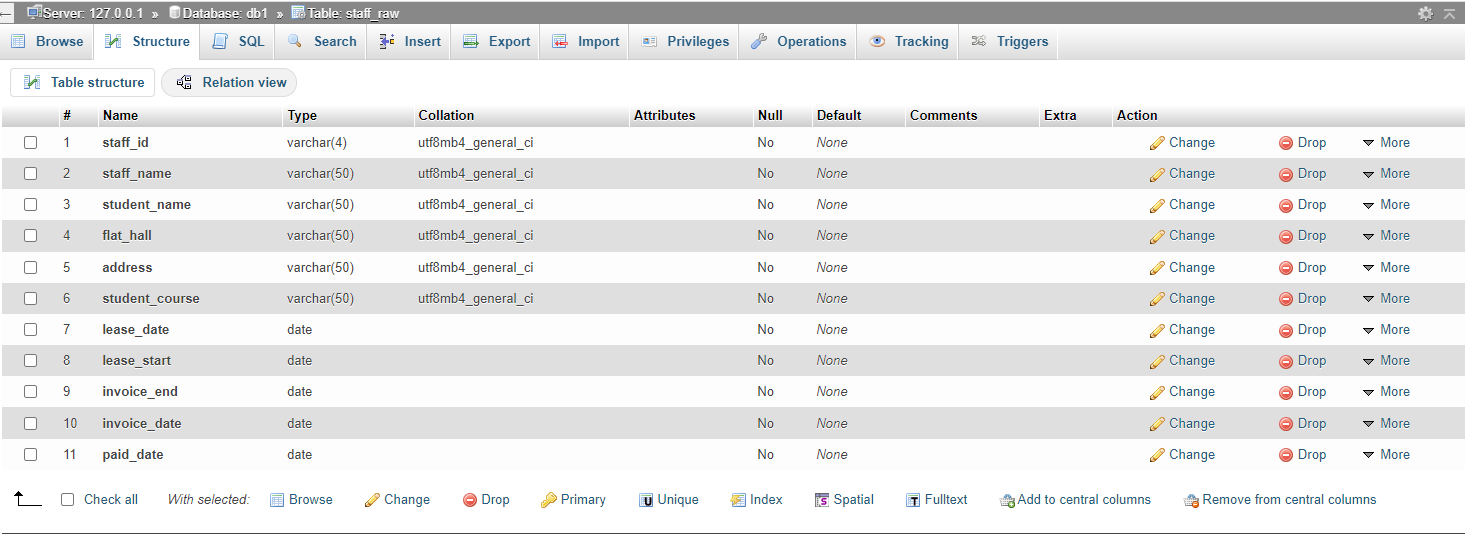 Server: 127.0.0.1 » Database: db1 » Table: staff_raw
Browse Structure SQL Search Insert Export Import Privileges Operations Tracking Triggers
Table structure Relation view
# Name Type Collation Attributes Null Default Comments Extra Action
1 staff_id varchar(4) utf8mb4_general_ci No None Change Drop More
2 staff_name varchar(50) utf8mb4_general_ci No None Change Drop More
3 student_name varchar(50) utf8mb4_general_ci No None Change Drop More
4 flat_hall varchar(50) utf8mb4_general_ci No None Change Drop More
5 address varchar(50) utf8mb4_general_ci No None Change Drop More
6 student_course varchar(50) utf8mb4_general_ci No None Change Drop More
7 lease_date date No None Change Drop More
8 lease_start date No None Change Drop More
9 invoice_end date No None Change Drop More
10 invoice_date date No None Change Drop More
11 paid_date date No None Change Drop More
Check all With selected: Browse Change Drop Primary Unique Index Spatial Fulltext Add to central columns Remove from central columns